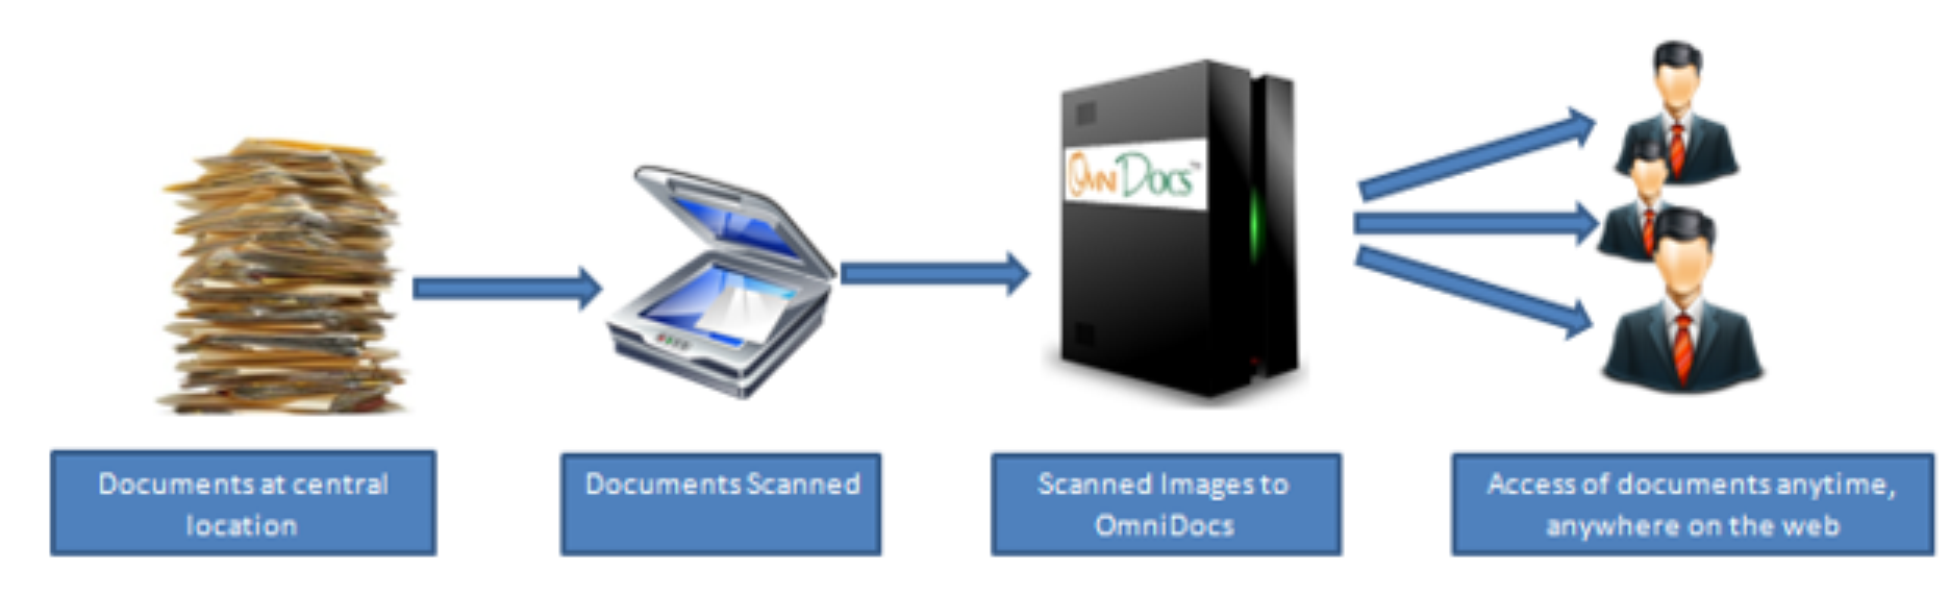 OMNIDOCS™
Documents at central
location
Documents Scanned
Scanned Images to
OmniDocs
Access of documents anytime,
anywhere on the web